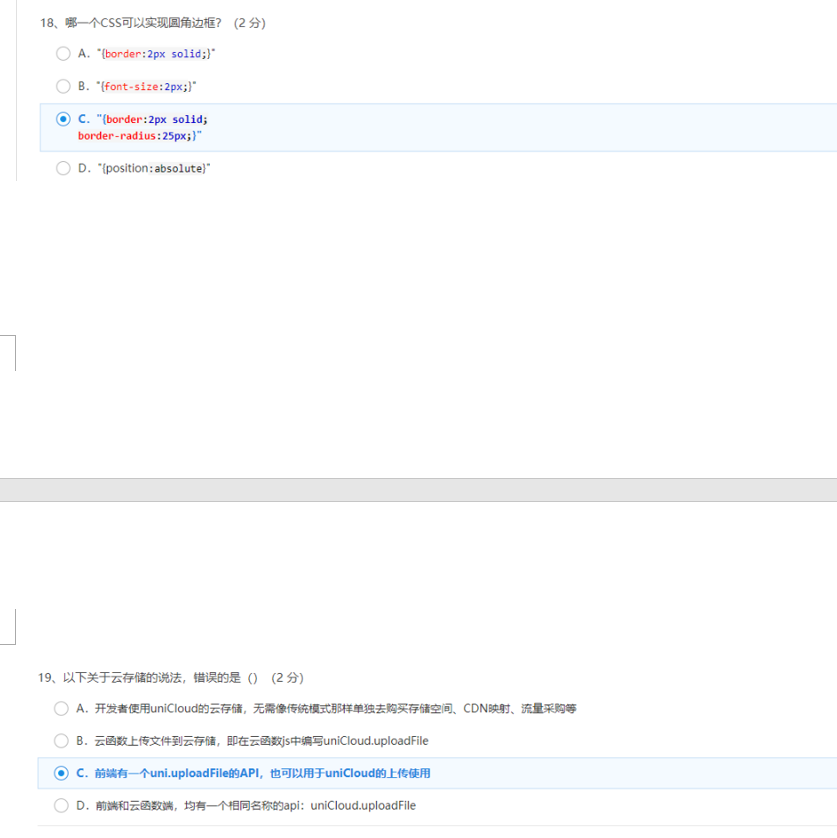 18、哪一个CSS可以实现圆角边框？ (2 分)
A. "{border:2px solid;}"
B. "{font-size:2px;}"
C. "{border:2px solid;
border-radius:25px;}"
D. "{position:absolute}"
19、以下关于云存储的说法，错误的是（） (2 分)
A. 开发者使用uniCloud的云存储，无需像传统模式那样单独去购买存储空间、CDN映射、流量采购等
B. 云函数上传文件到云存储，即在云函数js中编写uniCloud.uploadFile
C. 前端有一个uni.uploadFile的API，也可以用于uniCloud的上传使用
D. 前端和云函数端，均有一个相同名称的api：uniCloud.uploadFile